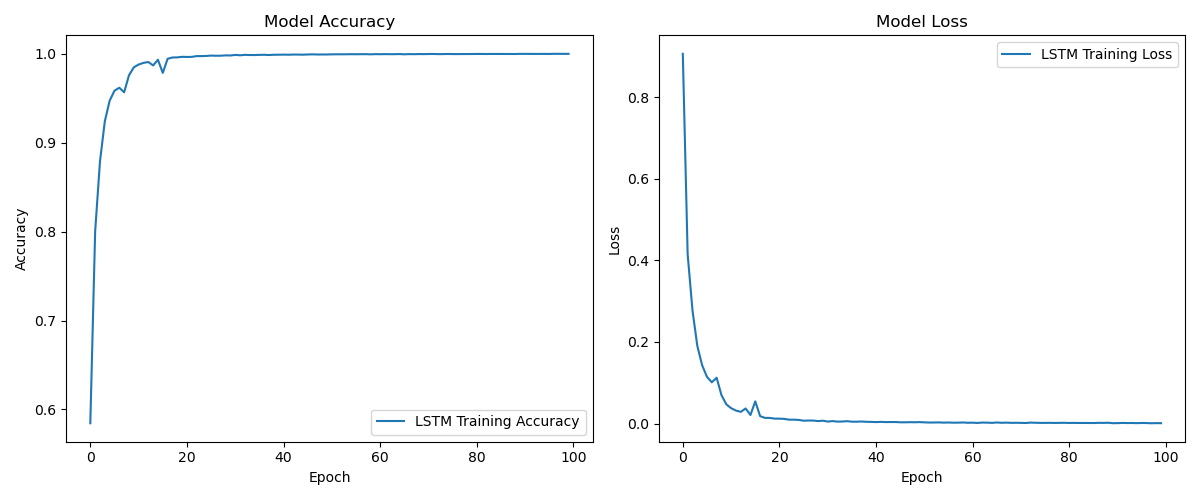 Model Accuracy
1.0
0.9
0.8
0.7
0.6
Accuracy
LSTM Training Accuracy
0 20 40 60 80 100
Epoch
Model Loss
LSTM Training Loss
0.8
0.6
0.4
0.2
0.0
Loss
0 20 40 60 80 100
Epoch